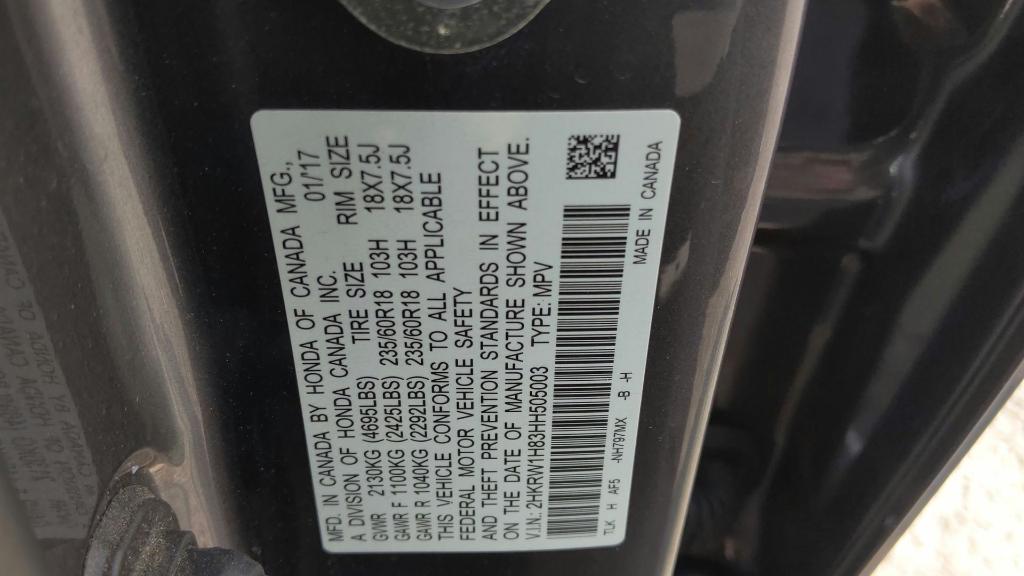 MFD. IN CANADA BY HONDA OF CANADA MFG.,
A DIVISION OF HONDA CANADA INC. 01/17
TIRE SIZE RIM SIZE
GVWR 2130KG (4695LBS)
GAWR F 1100KG (2425LBS) 235/60R18 103H 18X7.5J
GAWR R 1040KG (2292LBS) 235/60R18 103H 18X7.5J
THIS VEHICLE CONFORMS TO ALL APPLICABLE
FEDERAL MOTOR VEHICLE SAFETY
AND THEFT PREVENTION STANDARDS IN EFFECT
ON THE DATE OF MANUFACTURE SHOWN ABOVE.
V.I.N.: 2HKRW1H83HH505003 TYPE: MPV
TLK H AF5 -NH797MX -B -H
MADE IN CANADA